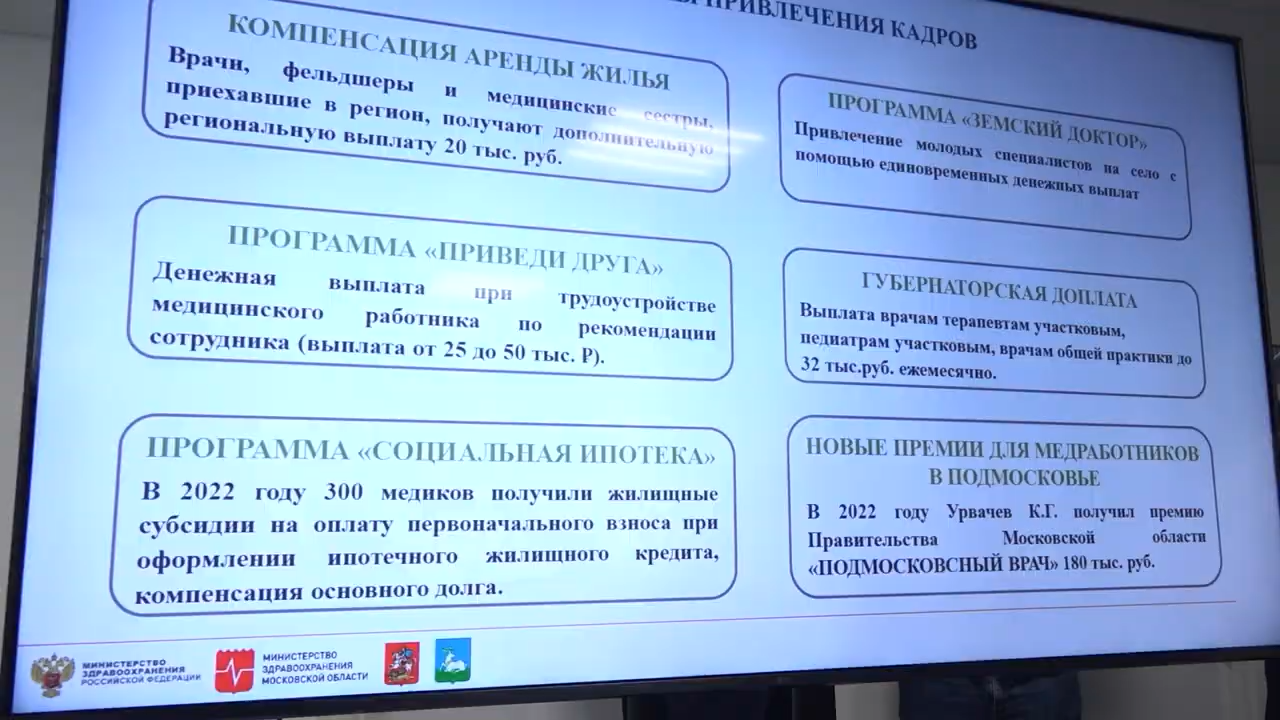 ПРИВЛЕЧЕНИЯ КАДРОВ
КОМПЕНСАЦИЯ АРЕНДЫ ЖИЛЬЯ
Врачи, фельдшеры и медицинские сестры,
приехавшие в регион, получают дополнительную
региональную выплату 20 тыс. руб.
ПРОГРАММА «ЗЕМСКИЙ ДОКТОР»
Привлечение молодых специалистов на село с
помощью единовременных денежных выплат
ПРОГРАММА «ПРИВЕДИ ДРУГА»
Денежная выплата при трудоустройстве
медицинского работника по рекомендации
сотрудника (выплата от 25 до 50 тыс. ₽).
ГУБЕРНАТОРСКАЯ ДОПЛАТА
Выплата врачам терапевтам участковым,
педиатрам участковым, врачам общей практики до
32 тыс.руб. ежемесячно.
ПРОГРАММА «СОЦИАЛЬНАЯ ИПОТЕКА»
В 2022 году 300 медиков получили жилищные
субсидии на оплату первоначального взноса при
оформлении ипотечного жилищного кредита,
компенсация основного долга.
НОВЫЕ ПРЕМИИ ДЛЯ МЕДРАБОТНИКОВ
В ПОДМОСКОВЬЕ
В 2022 году Урвачев К.Г. получил премию
Правительства Московской области
«ПОДМОСКОВСНЫЙ ВРАЧ» 180 тыс. руб.
МИНИСТЕРСТВО
ЗДРАВООХРАНЕНИЯ
РОССИЙСКОЙ ФЕДЕРАЦИИ
МИНИСТЕРСТВО
ЗДРАВООХРАНЕНИЯ
МОСКОВСКОЙ ОБЛАСТИ